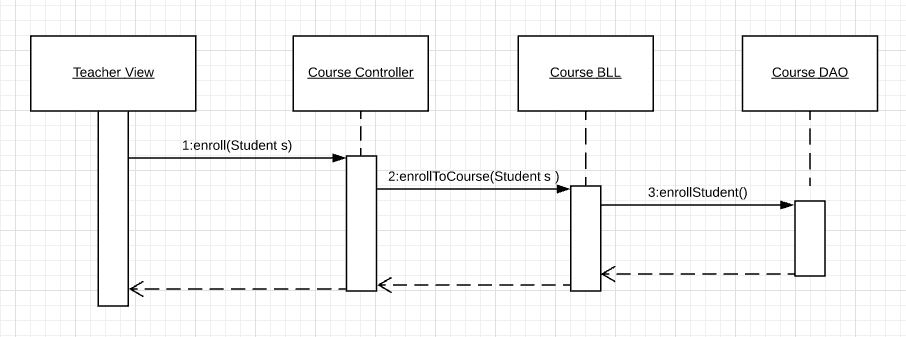 Teacher View
Course Controller
Course BLL
Course DAO
1:enroll(Student s)
2:enrollToCourse(Student s )
3:enrollStudent()